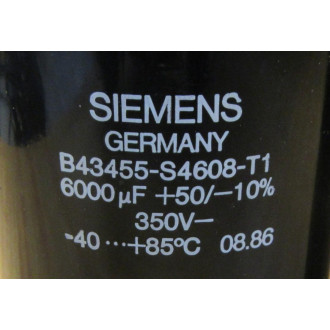 SIEMENS
GERMANY
B43455-S4608-T1
6000 µF +50/-10%
350V–
-40 ··· +85°C 08.86